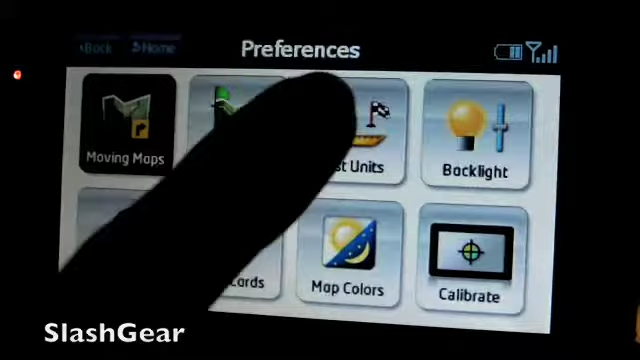 Back
Home
Preferences
Moving Maps
st Units
Backlight
cards
Map Colors
Calibrate
SlashGear